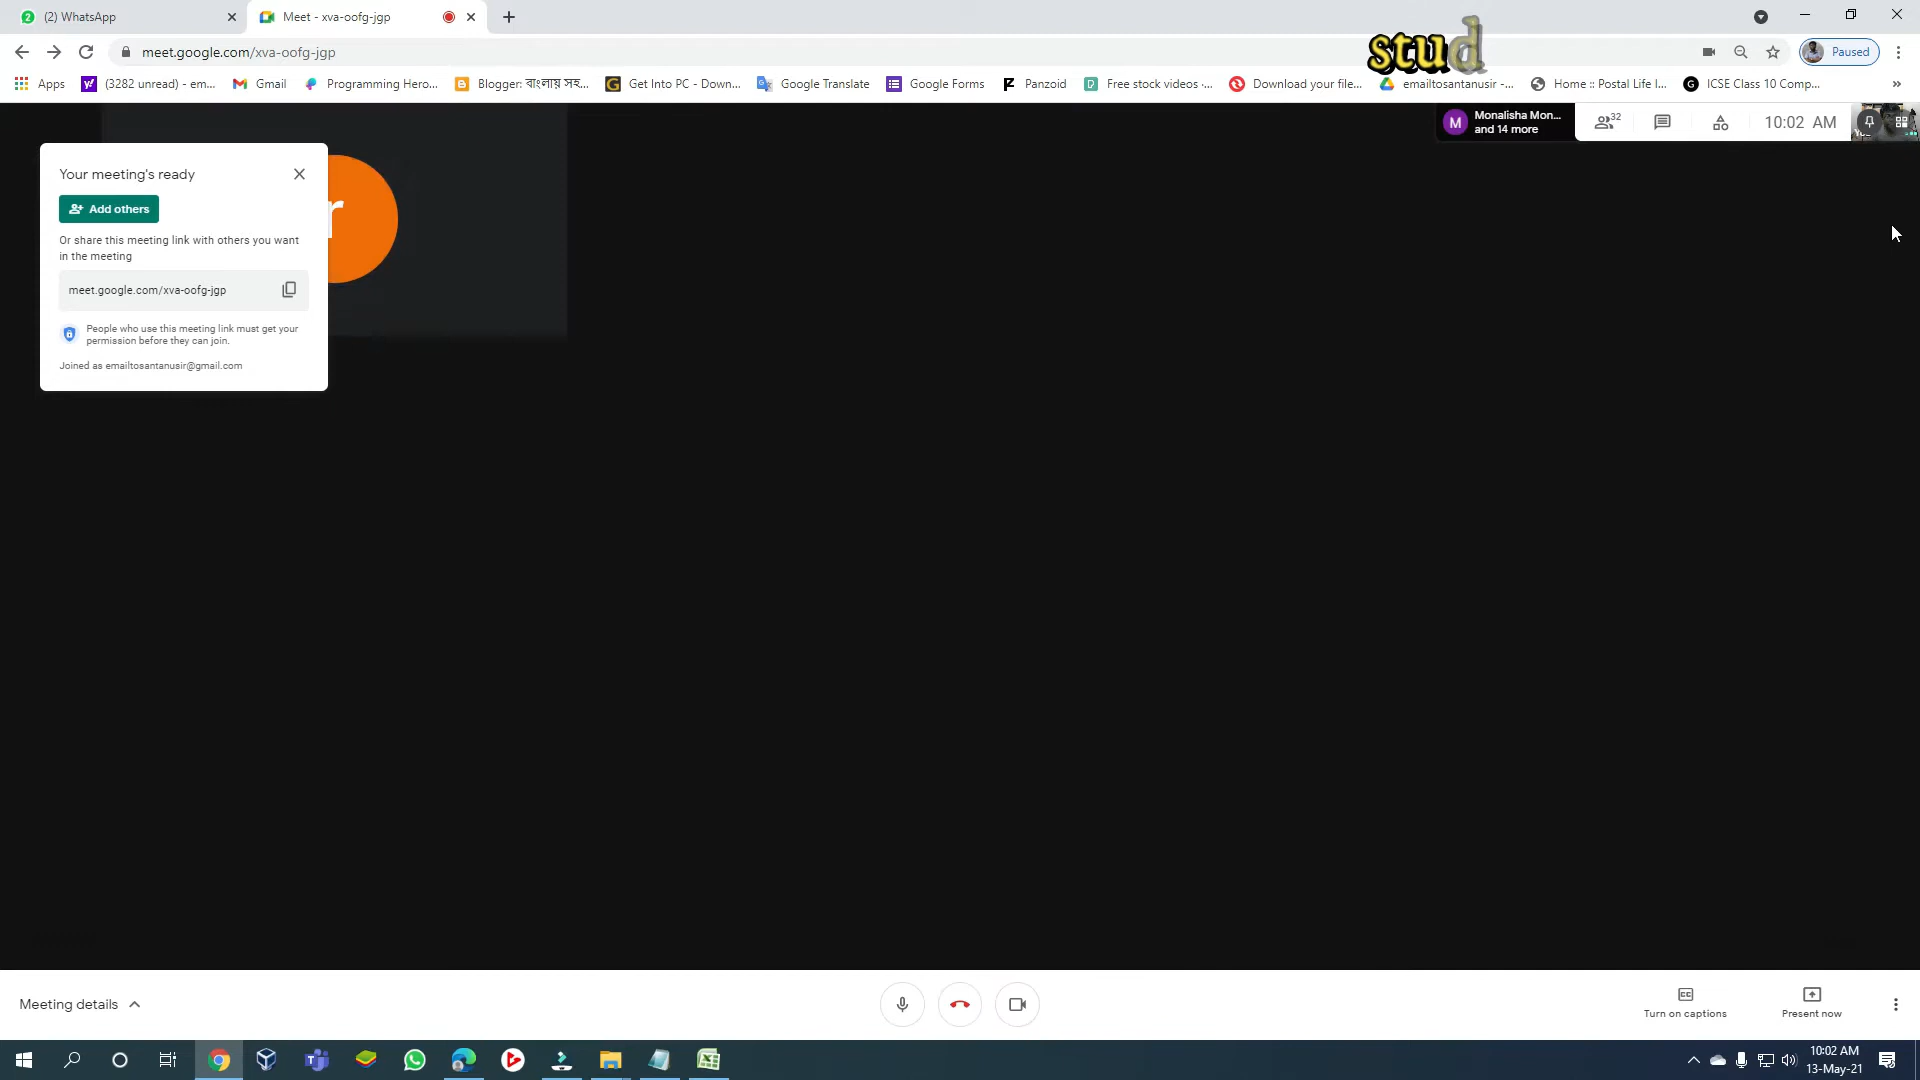 (2) WhatsApp
Meet - xva-oofg-jgp
meet.google.com/xva-oofg-jgp
stud
Paused
Apps
(3282 unread) - em...
Gmail
Programming Hero...
Blogger: বাংলায় সহ...
Get Into PC - Down...
Google Translate
Google Forms
Panzoid
Free stock videos -...
Download your file...
emailtosantanusir -...
Home :: Postal Life I...
ICSE Class 10 Comp...
»
M
Monalisha Mon...
and 14 more
32
10:02 AM
Your meeting's ready
Add others
Or share this meeting link with others you want
in the meeting
meet.google.com/xva-oofg-jgp
People who use this meeting link must get your
permission before they can join.
Joined as emailtosantanusir@gmail.com
r
Meeting details
Turn on captions
Present now
10:02 AM
13-May-21